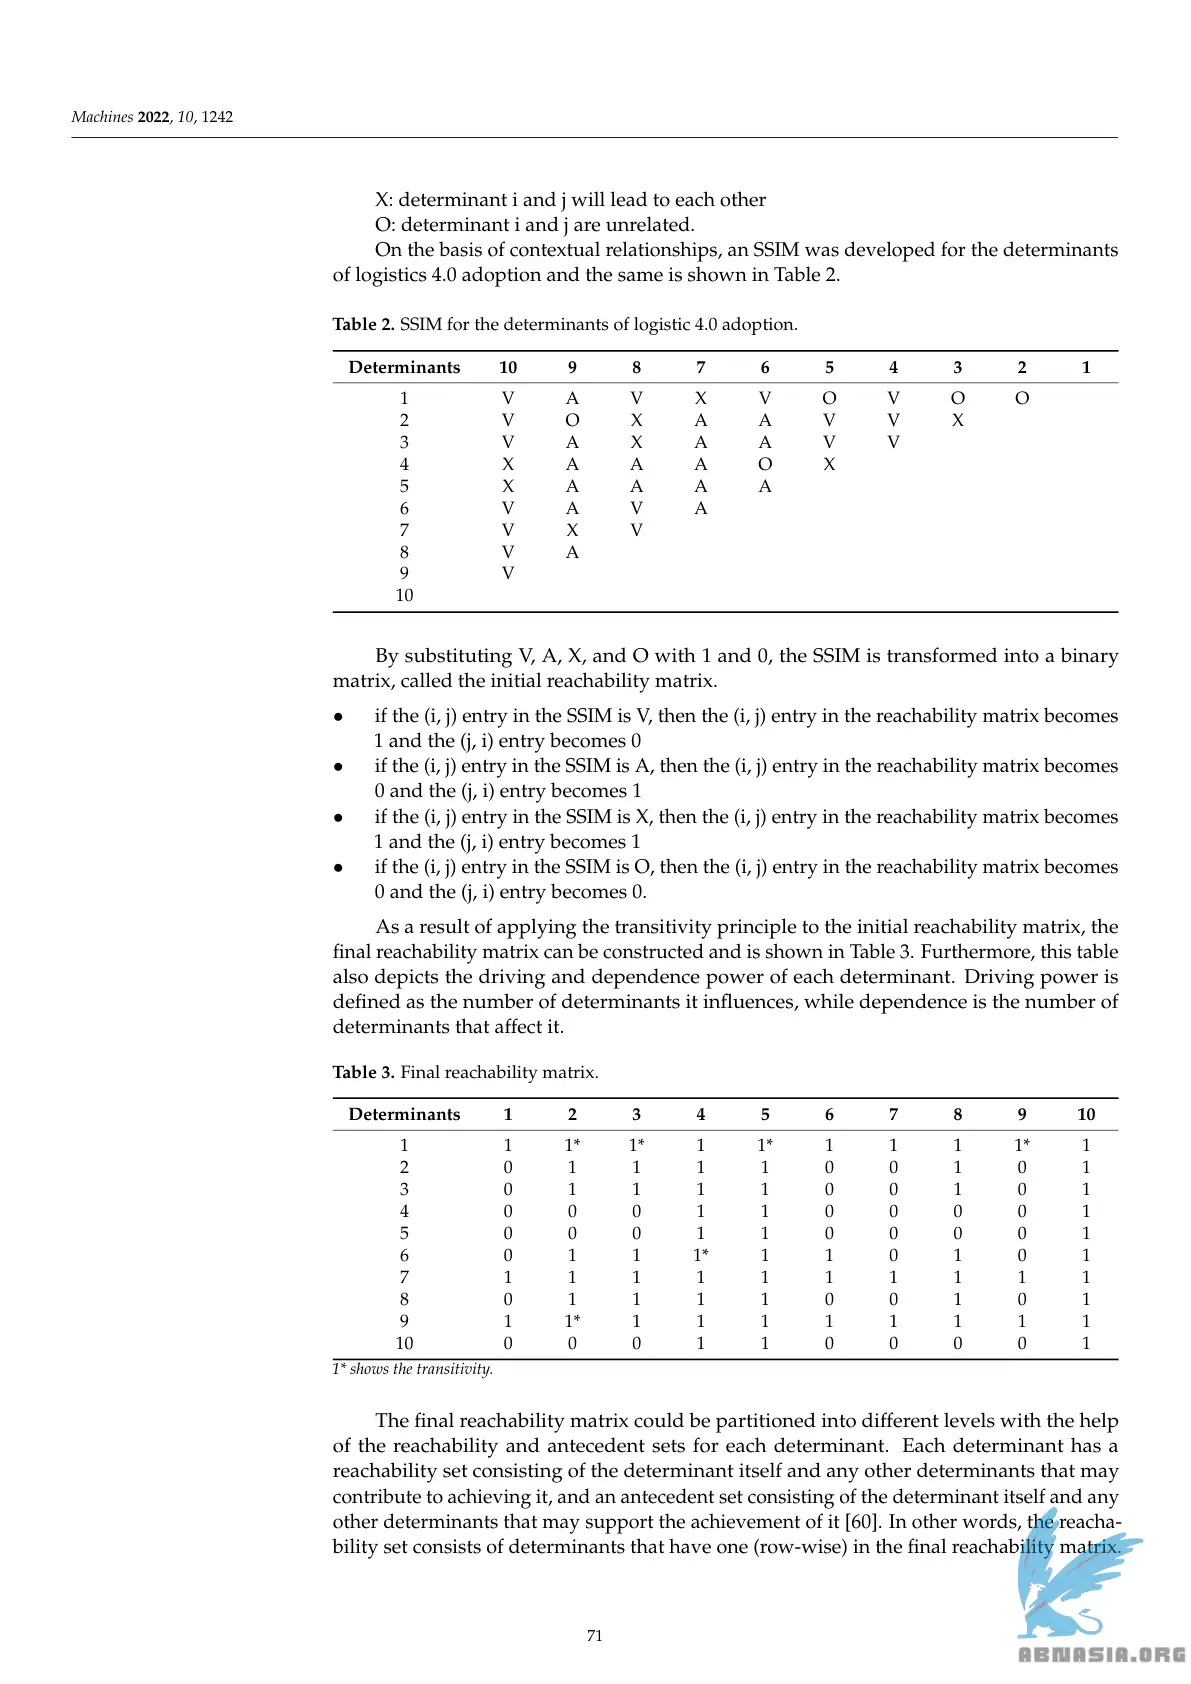 Machines 2022, 10, 1242
X: determinant i and j will lead to each other
O: determinant i and j are unrelated.
On the basis of contextual relationships, an SSIM was developed for the determinants
of logistics 4.0 adoption and the same is shown in Table 2.
Table 2. SSIM for the determinants of logistic 4.0 adoption.
Determinants 10 9 8 7 6 5 4 3 2 1
1 V A V X V O V O O
2 V O X A A V V X
3 V A X A A V V
4 X A A A O X
5 X A A A A
6 V A V A
7 V X V
8 V A
9 V
10
By substituting V, A, X, and O with 1 and 0, the SSIM is transformed into a binary
matrix, called the initial reachability matrix.
• if the (i, j) entry in the SSIM is V, then the (i, j) entry in the reachability matrix becomes
1 and the (j, i) entry becomes 0
• if the (i, j) entry in the SSIM is A, then the (i, j) entry in the reachability matrix becomes
0 and the (j, i) entry becomes 1
• if the (i, j) entry in the SSIM is X, then the (i, j) entry in the reachability matrix becomes
1 and the (j, i) entry becomes 1
• if the (i, j) entry in the SSIM is O, then the (i, j) entry in the reachability matrix becomes
0 and the (j, i) entry becomes 0.
As a result of applying the transitivity principle to the initial reachability matrix, the
final reachability matrix can be constructed and is shown in Table 3. Furthermore, this table
also depicts the driving and dependence power of each determinant. Driving power is
defined as the number of determinants it influences, while dependence is the number of
determinants that affect it.
Table 3. Final reachability matrix.
Determinants 1 2 3 4 5 6 7 8 9 10
1 1 1* 1* 1 1* 1 1 1 1* 1
2 0 1 1 1 1 0 0 1 0 1
3 0 1 1 1 1 0 0 1 0 1
4 0 0 0 1 1 0 0 0 0 1
5 0 0 0 1 1 0 0 0 0 1
6 0 1 1 1* 1 1 0 1 0 1
7 1 1 1 1 1 1 1 1 1 1
8 0 1 1 1 1 0 0 1 0 1
9 1 1* 1 1 1 1 1 1 1 1
10 0 0 0 1 1 0 0 0 0 1
1* shows the transitivity.
The final reachability matrix could be partitioned into different levels with the help
of the reachability and antecedent sets for each determinant. Each determinant has a
reachability set consisting of the determinant itself and any other determinants that may
contribute to achieving it, and an antecedent set consisting of the determinant itself and any
other determinants that may support the achievement of it [60]. In other words, the reacha-
bility set consists of determinants that have one (row-wise) in the final reachability matrix.
71
ABNASIA.ORG